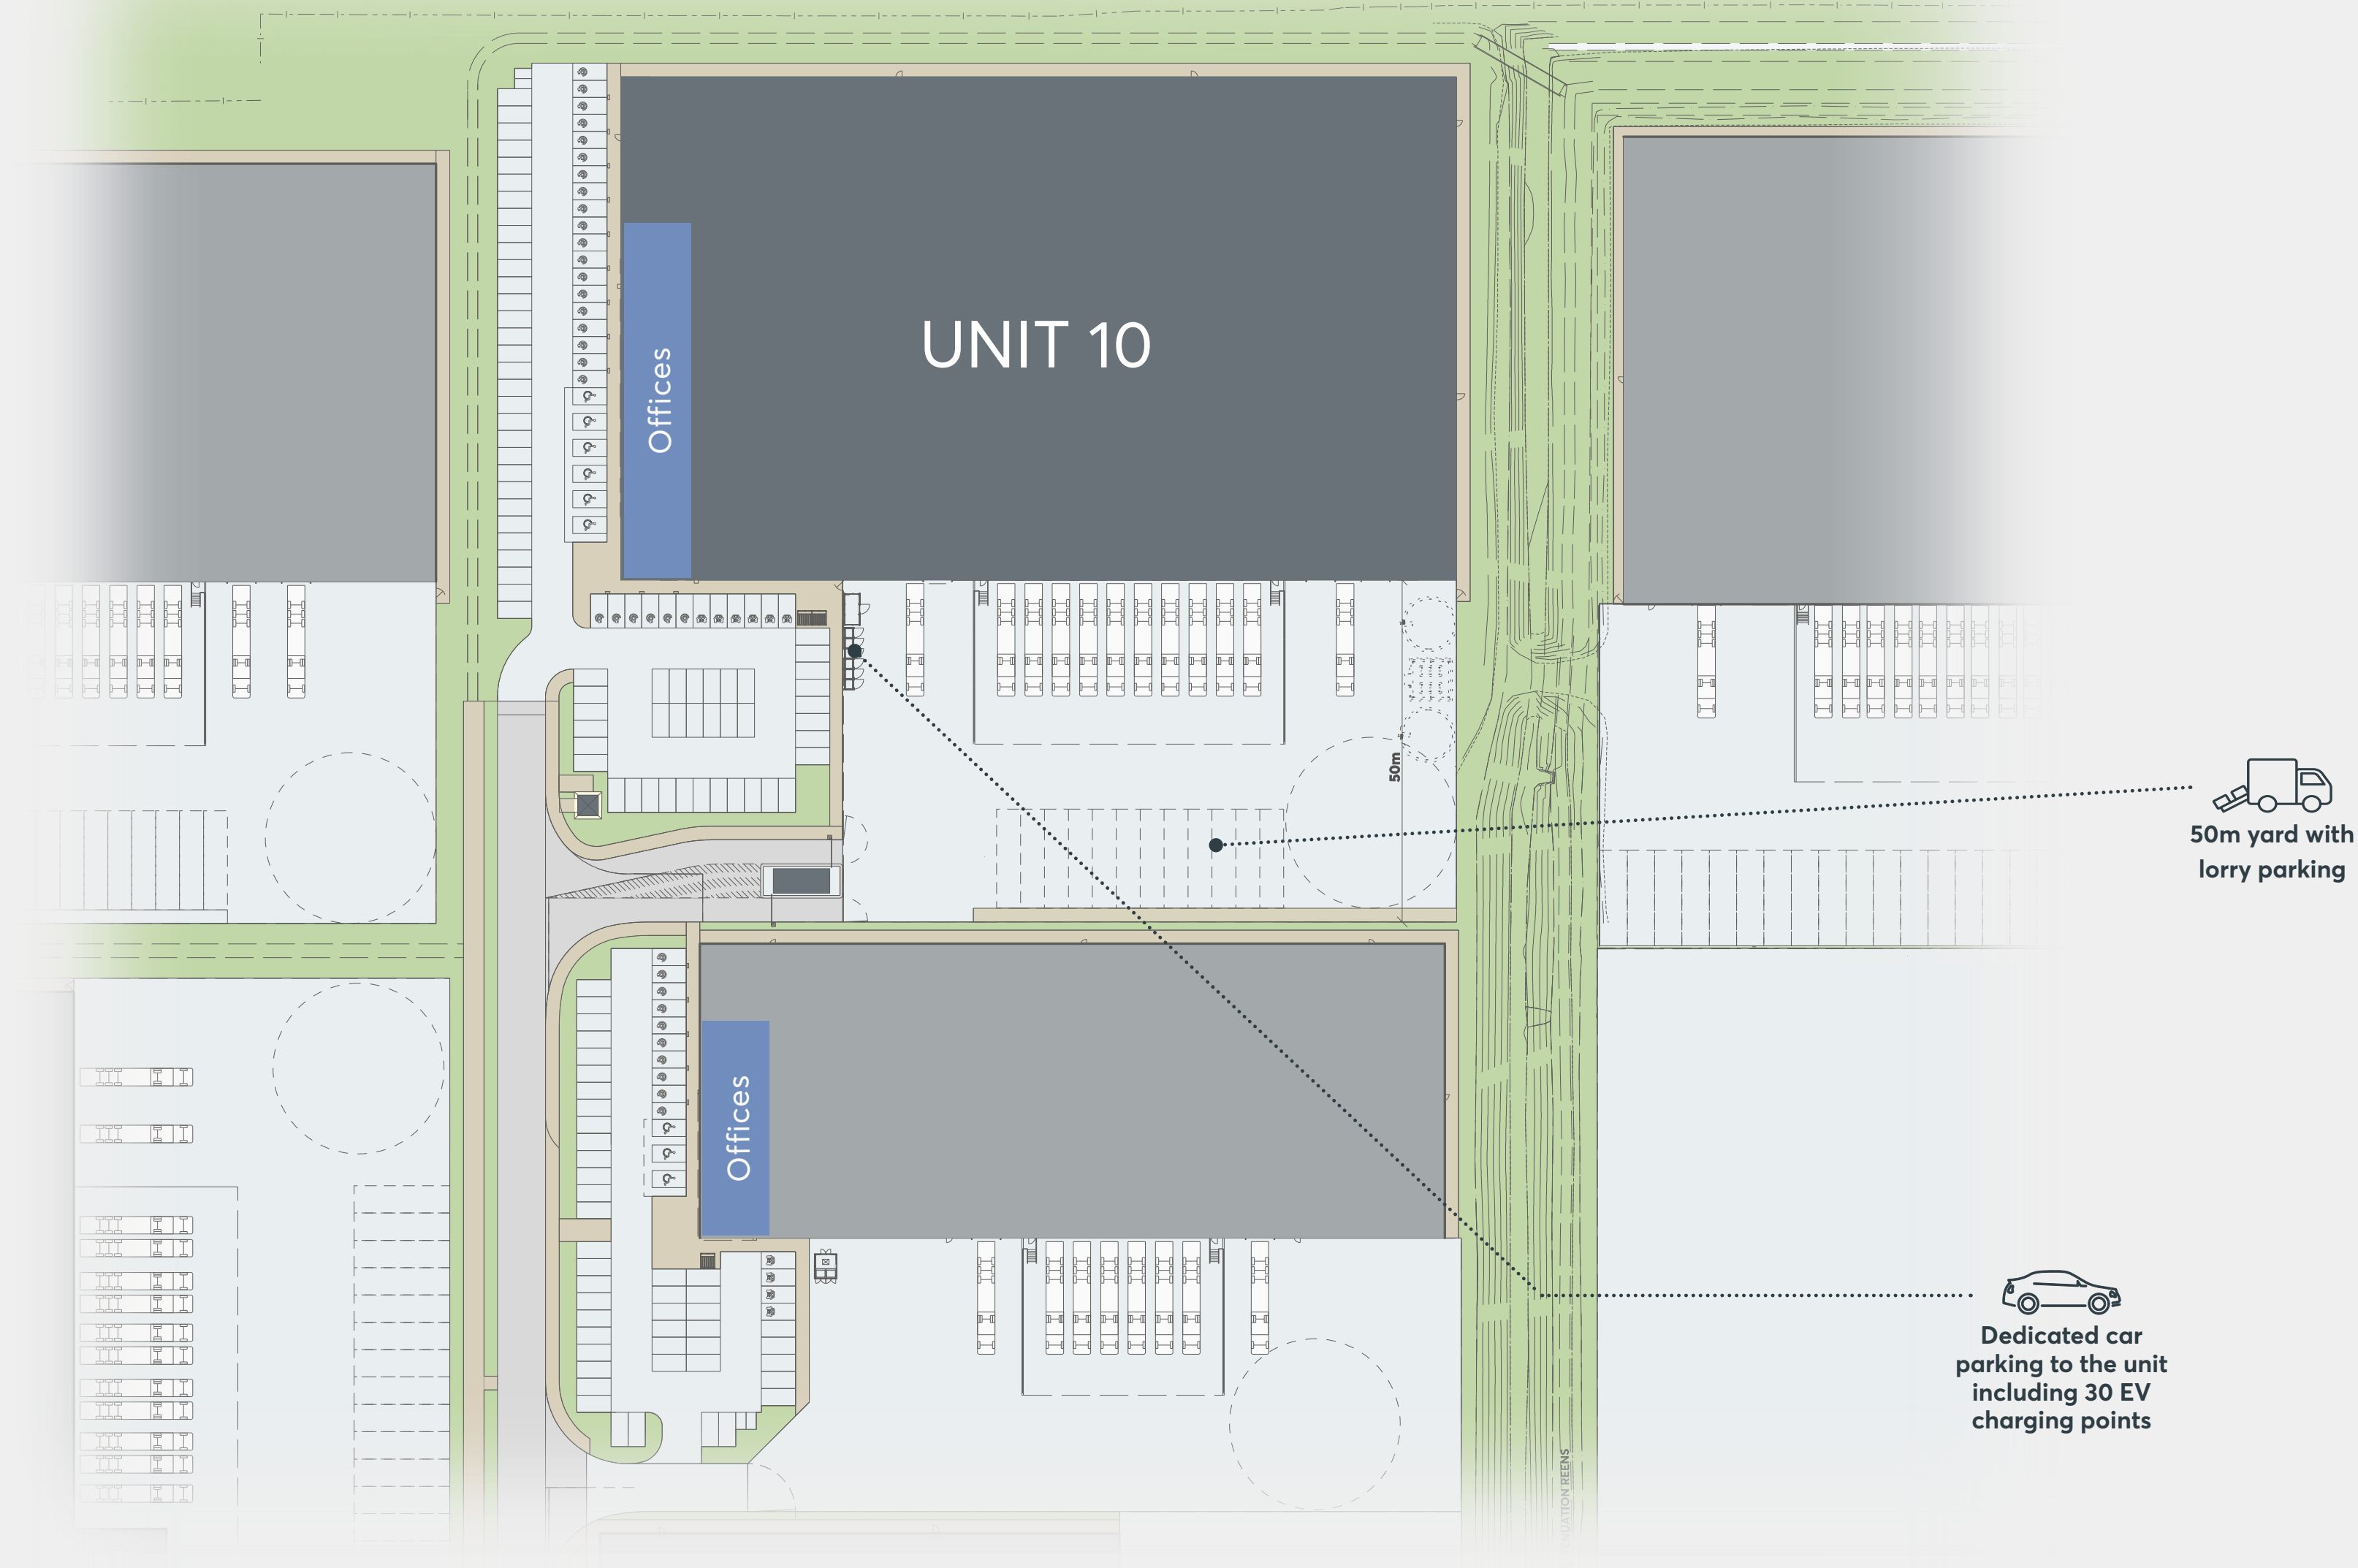 UNIT 10
Offices
50m
50m yard with
lorry parking
Offices
Dedicated car
parking to the unit
including 30 EV
charging points
REENS